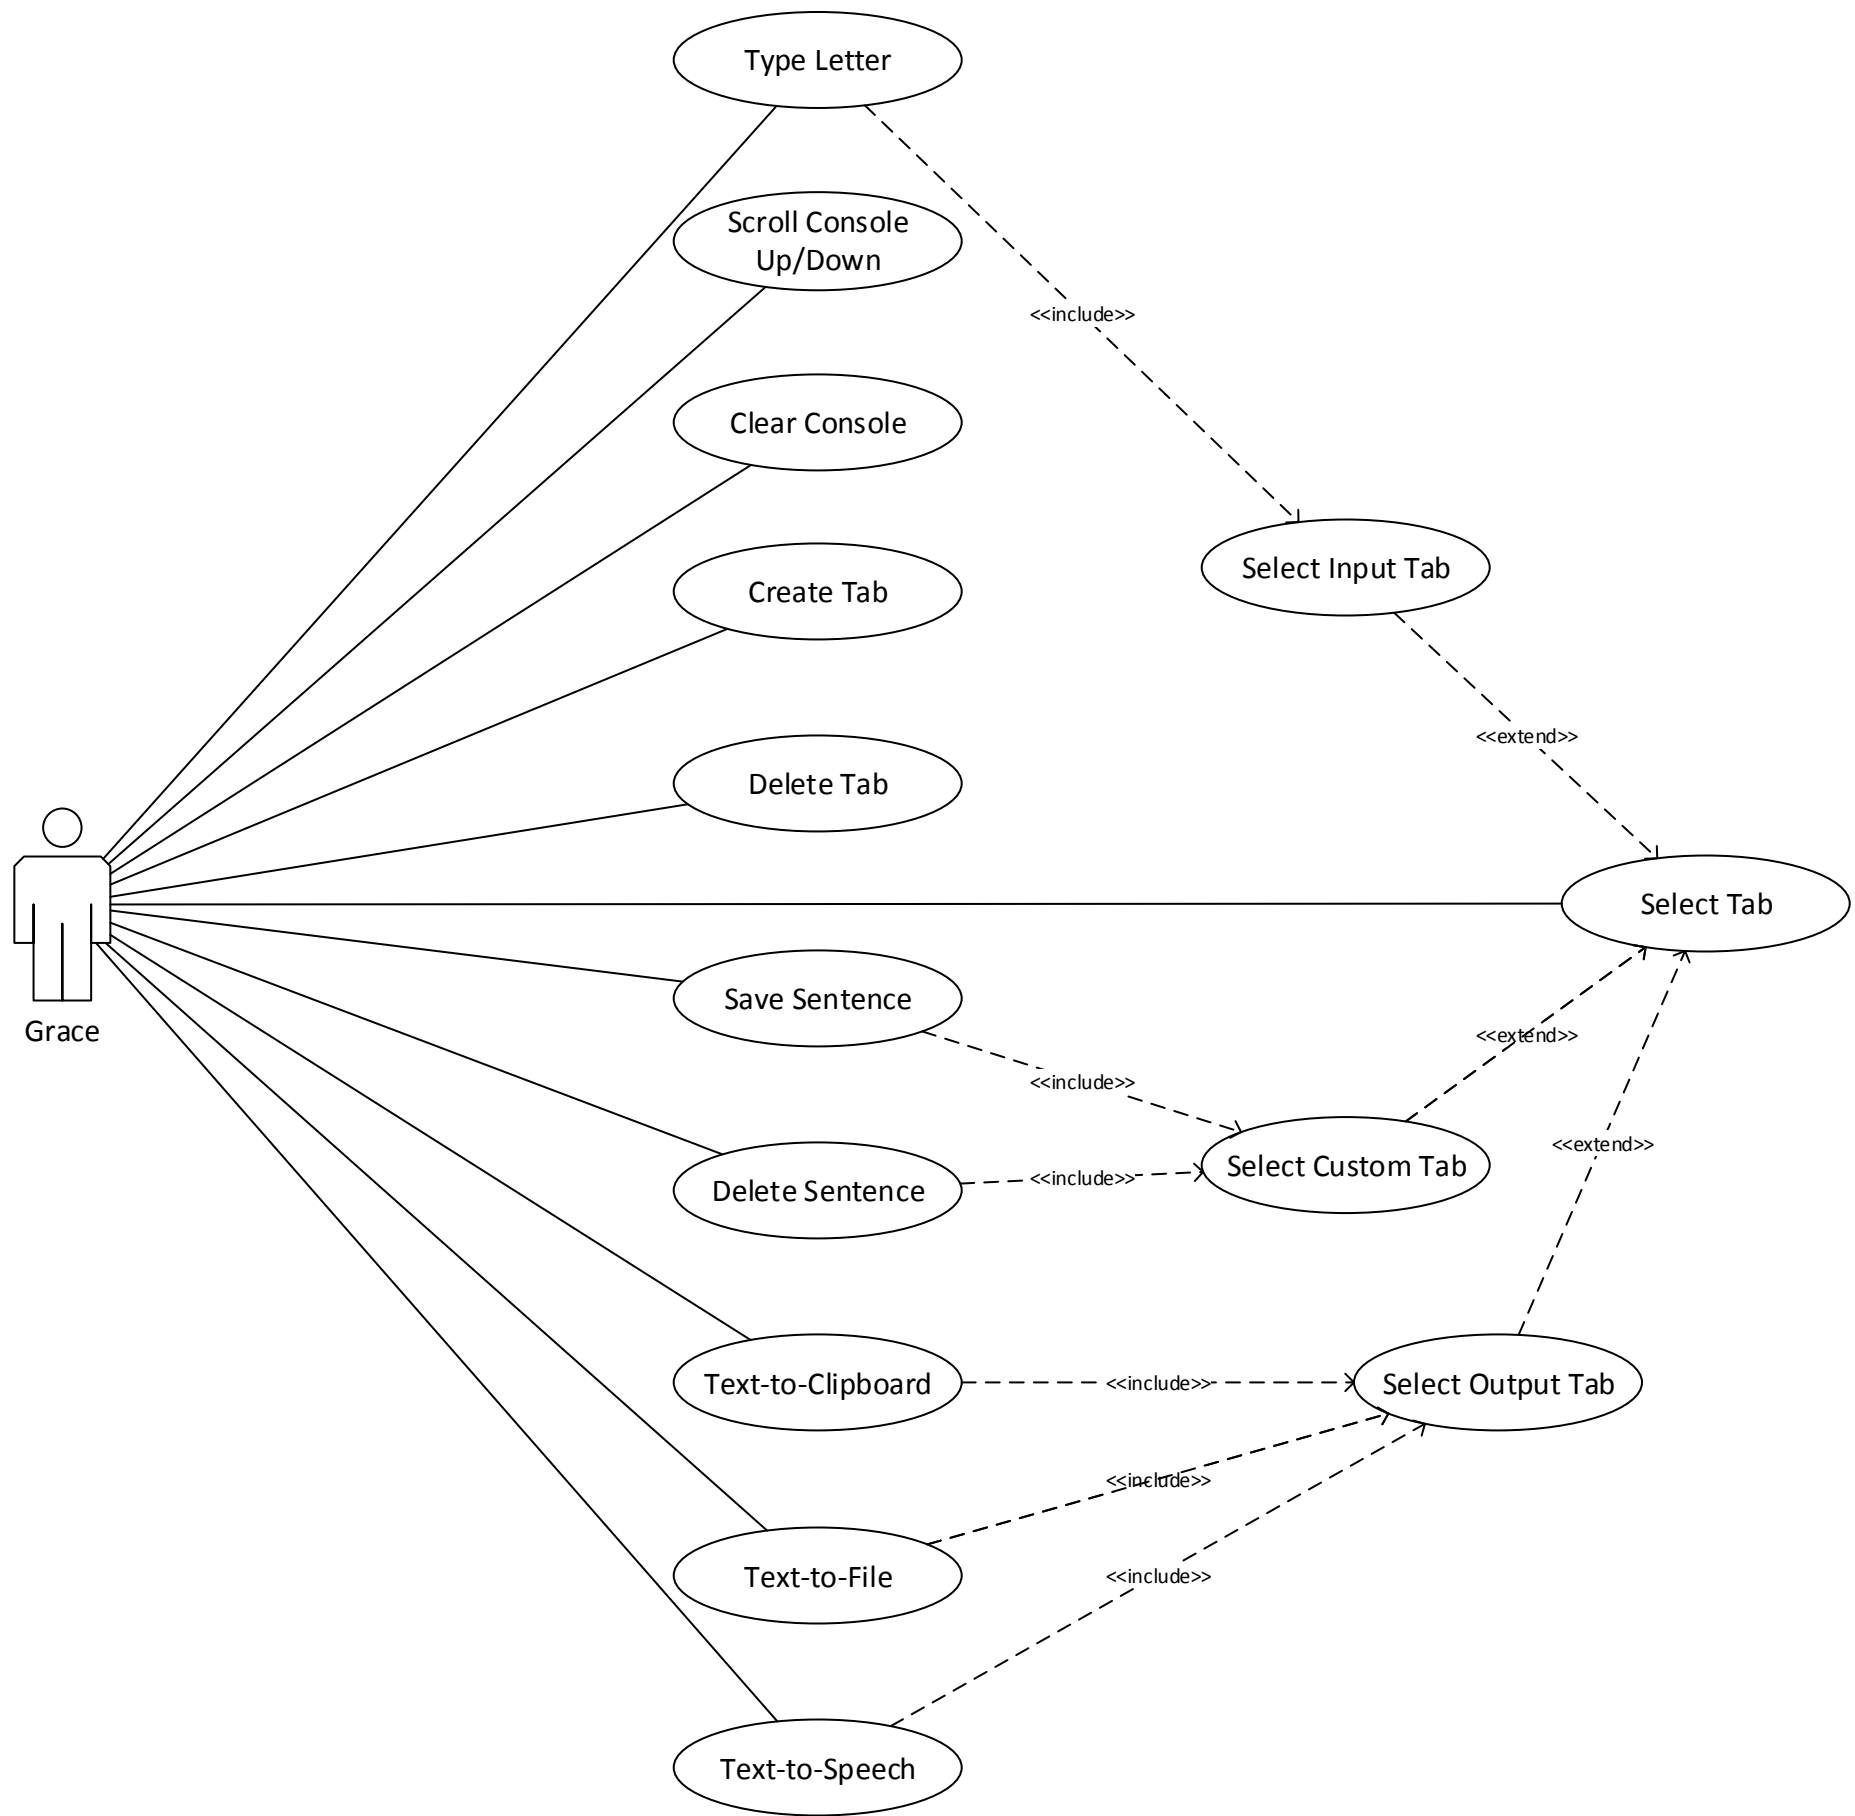 Type Letter
Scroll Console
Up/Down
<<include>>
Clear Console
Select Input Tab
Create Tab
<<extend>>
Delete Tab
Select Tab
Save Sentence
Grace
<<extend>>
<<include>>
<<extend>>
Select Custom Tab
<<include>>
Delete Sentence
Text-to-Clipboard
<<include>>
Select Output Tab
<<include>>
Text-to-File
<<include>>
Text-to-Speech